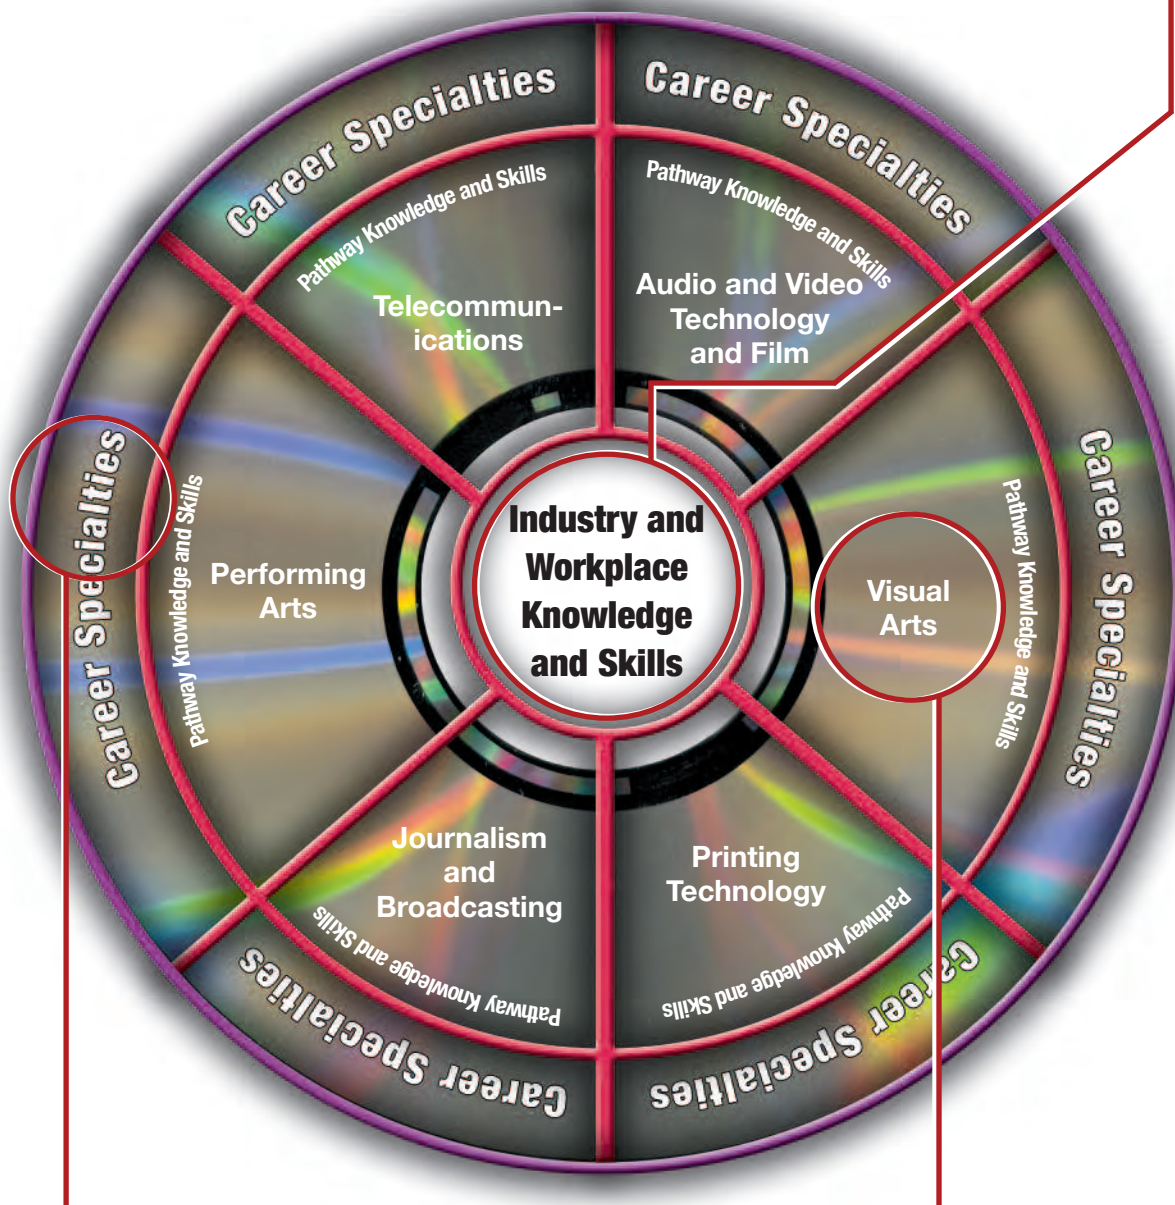 Career Specialties
Career Specialties
Pathway Knowledge and Skills
Pathway Knowledge and Skills
Telecommun-
ications
Audio and Video
Technology
and Film
Career Specialties
Pathway Knowledge and Skills
Performing
Arts
Industry and
Workplace
Knowledge
and Skills
Visual
Arts
Pathway Knowledge and Skills
Career Specialties
Journalism
and
Broadcasting
Pathway Knowledge and Skills
Career Specialties
Printing
Technology
Pathway Knowledge and Skills
Career Specialties